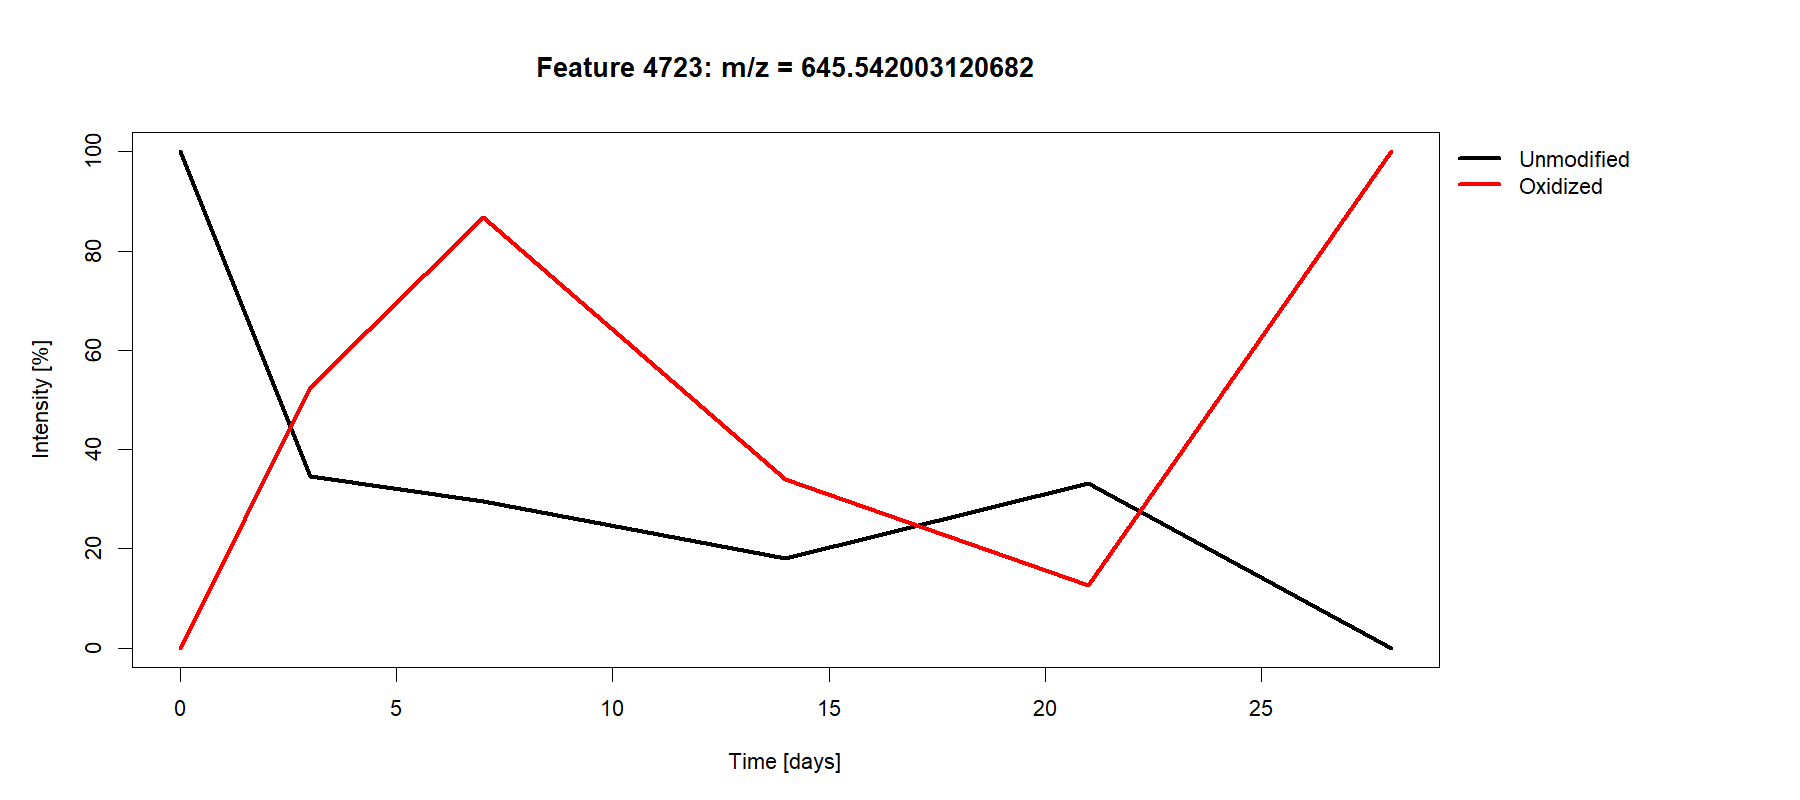 Feature 4723: m/z = 645.542003120682
Unmodified
Oxidized
Intensity [%]
100
80
60
40
20
0
0 5 10 15 20 25
Time [days]